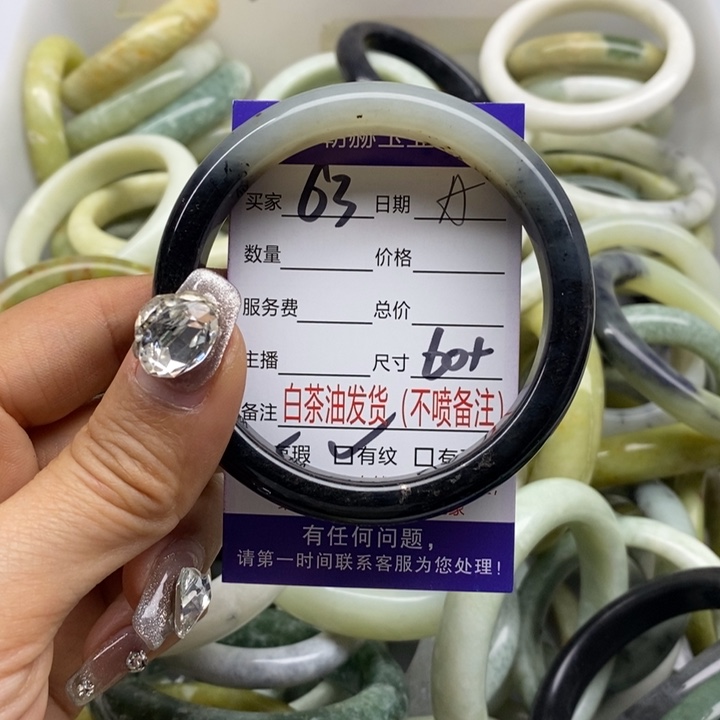 买家 63 日期
数量 价格
服务费 总价
主播 尺寸
备注 白茶油发货（不喷备注）
瑕 ☑有纹 □有
有任何问题，
请第一时间联系客服为您处理！